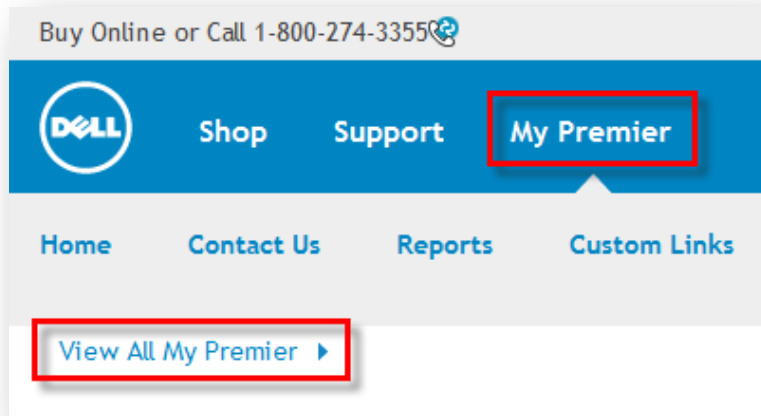 Buy Online or Call 1-800-274-3355
DELL Shop Support My Premier
Home Contact Us Reports Custom Links
View All My Premier